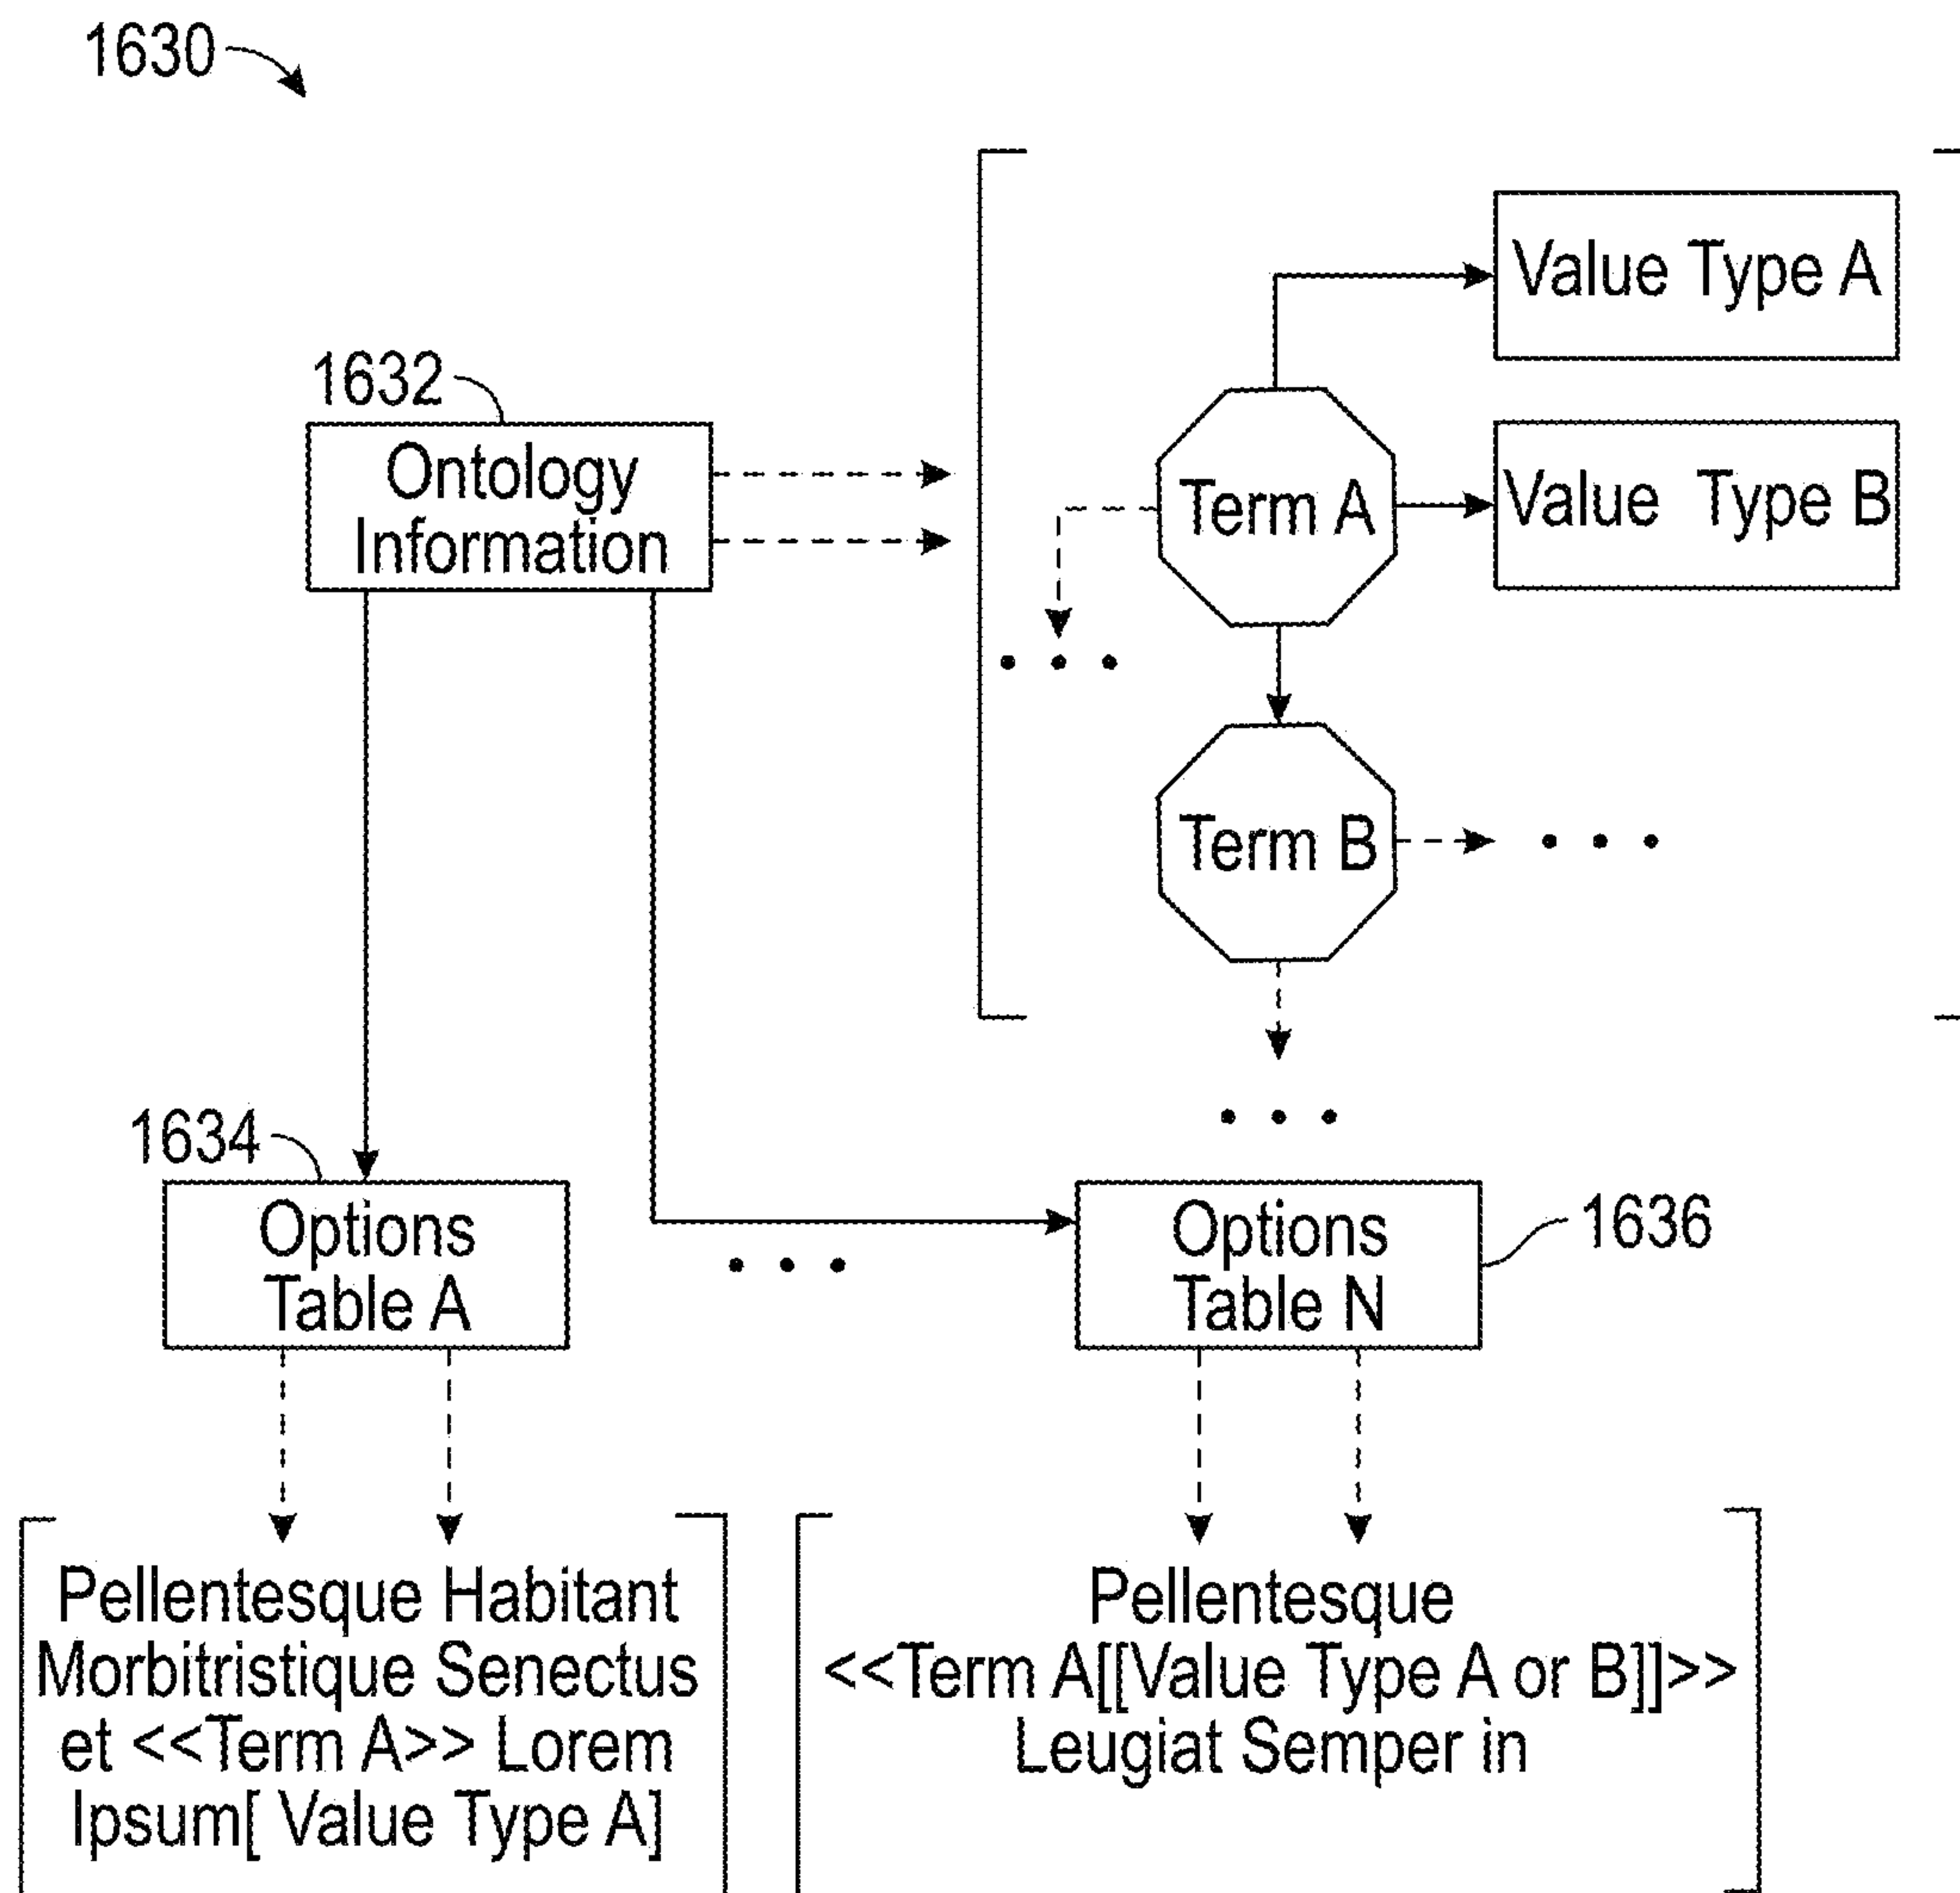 1630
Value Type A
1632
Ontology
Information
Term A
Value Type B
Term B
1634
Options
Table A
Options
Table N
1636
Pellentesque Habitant
Morbitristique Senectus
et <<Term A>> Lorem
Ipsum[ Value Type A]
Pellentesque
<<Term A[[Value Type A or B]]>>
Leugiat Semper in